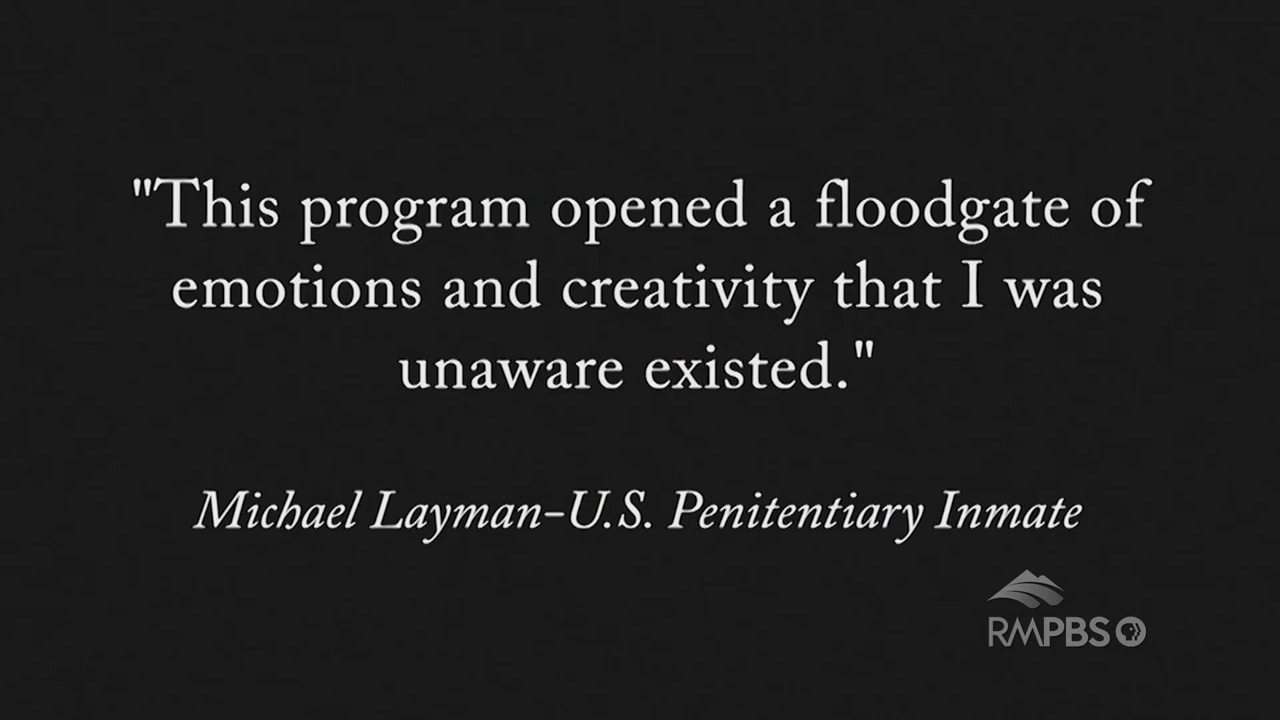 "This program opened a floodgate of
emotions and creativity that I was
unaware existed."
Michael Layman-U.S. Penitentiary Inmate
RMPBS